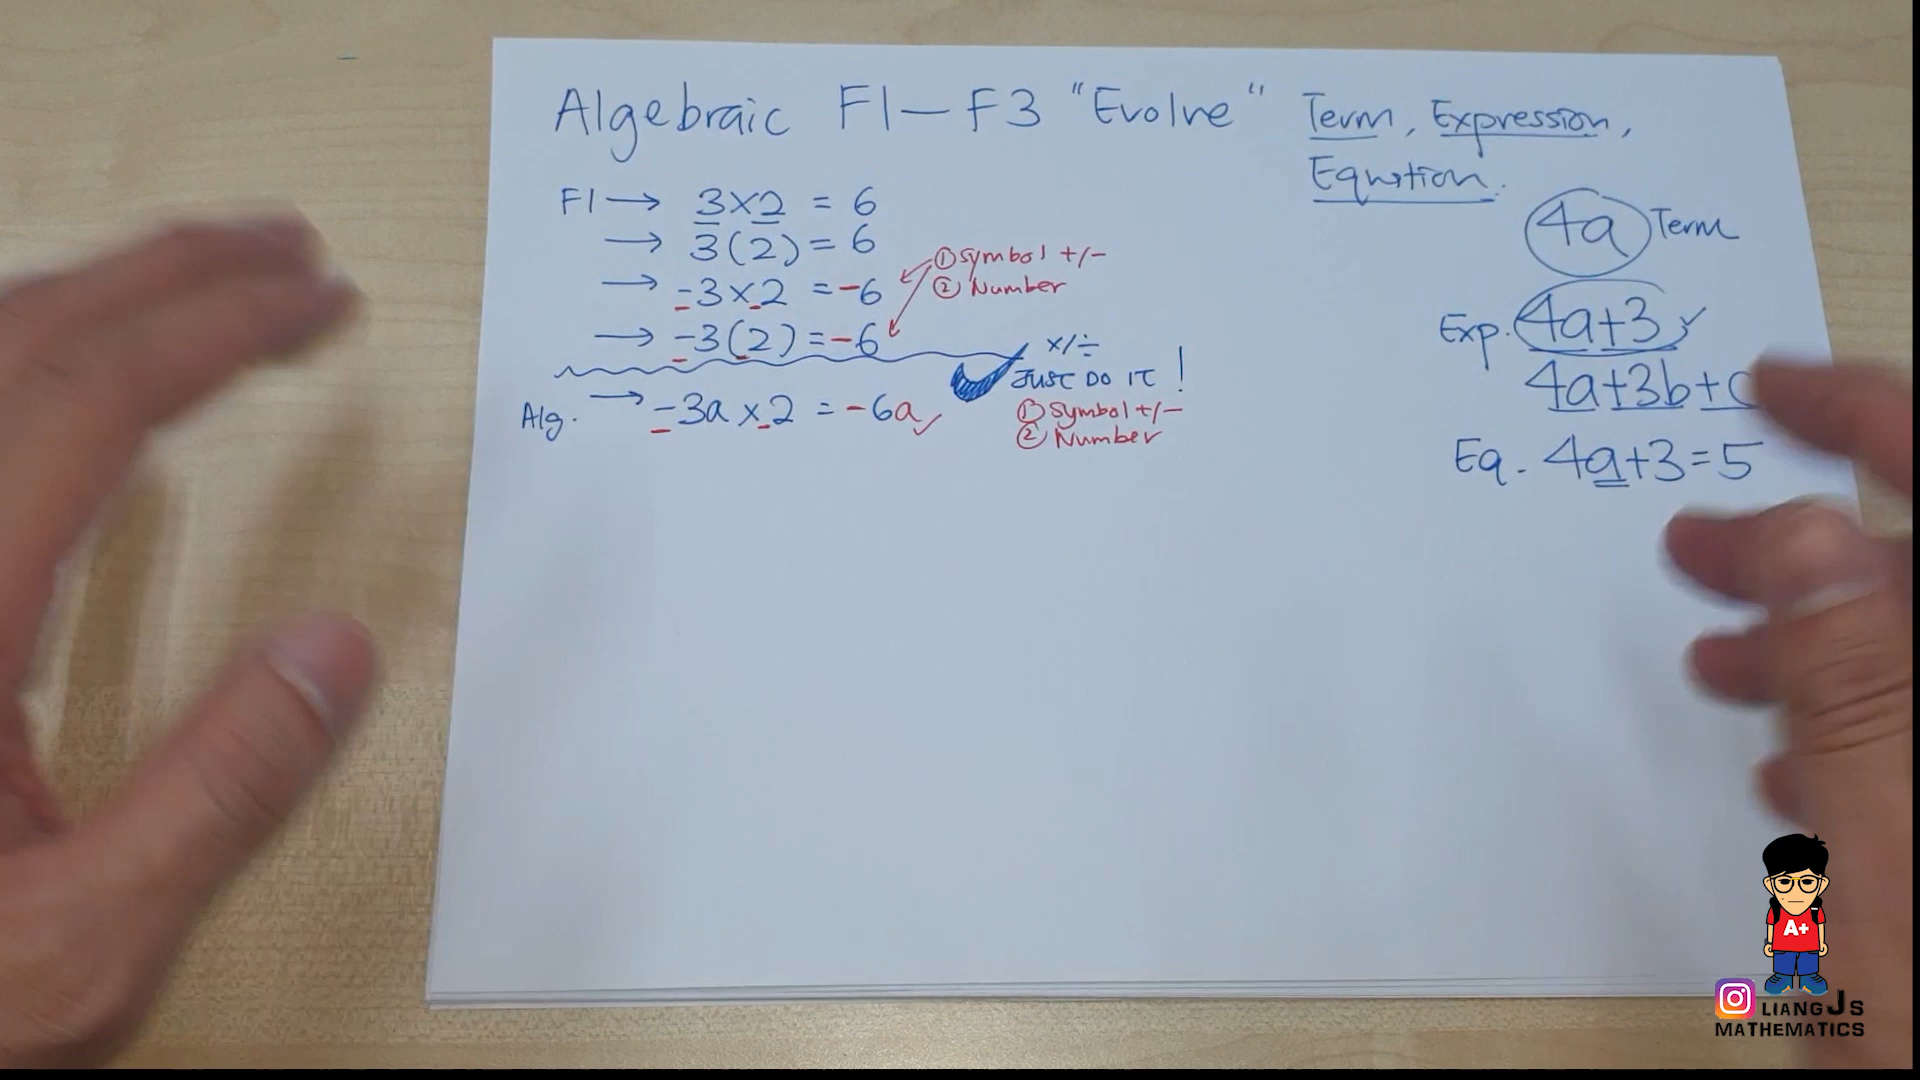 Algebraic F1 — F3 "Evolve" Term, Expression,
Equation.
F1 → 3×2 = 6
→ 3(2) = 6
→ -3×2 = -6
→ -3(2) = -6
① Symbol +/-
② Number
×/÷
JUST DO IT !
① Symbol +/-
② Number
Alg. → -3a × 2 = -6a ✓
4a Term
Exp. 4a+3 ✓
4a+3b+
Eq. 4a+3=5
A+
LIANGJS
MATHEMATICS